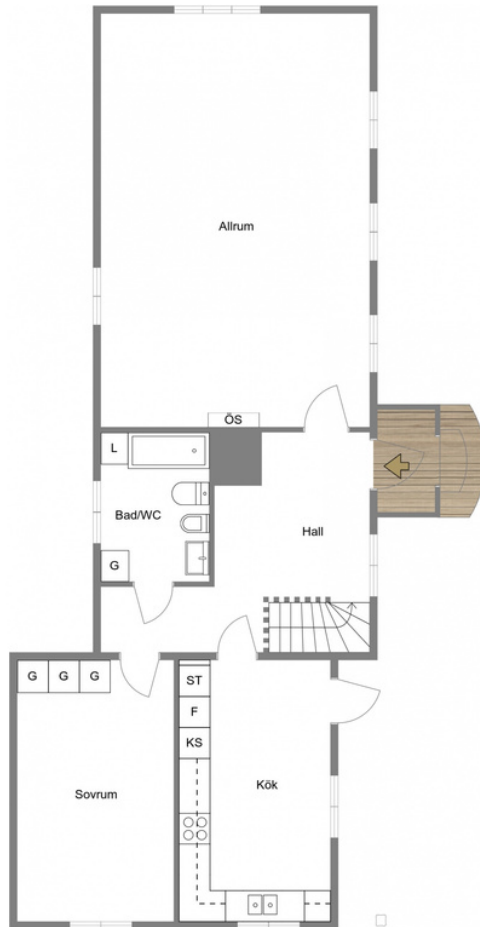 Allrum
ÖS
L
Bad/WC
Hall
G
G G G
ST
F
KS
Sovrum
Kök